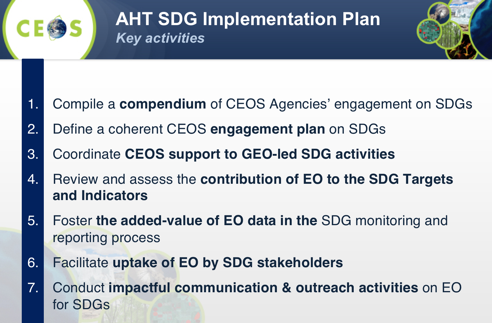 CEOS
AHT SDG Implementation Plan
Key activities
1. Compile a compendium of CEOS Agencies' engagement on SDGs
2. Define a coherent CEOS engagement plan on SDGs
3. Coordinate CEOS support to GEO-led SDG activities
4. Review and assess the contribution of EO to the SDG Targets
and Indicators
5. Foster the added-value of EO data in the SDG monitoring and
reporting process
6. Facilitate uptake of EO by SDG stakeholders
7. Conduct impactful communication & outreach activities on EO
for SDGs